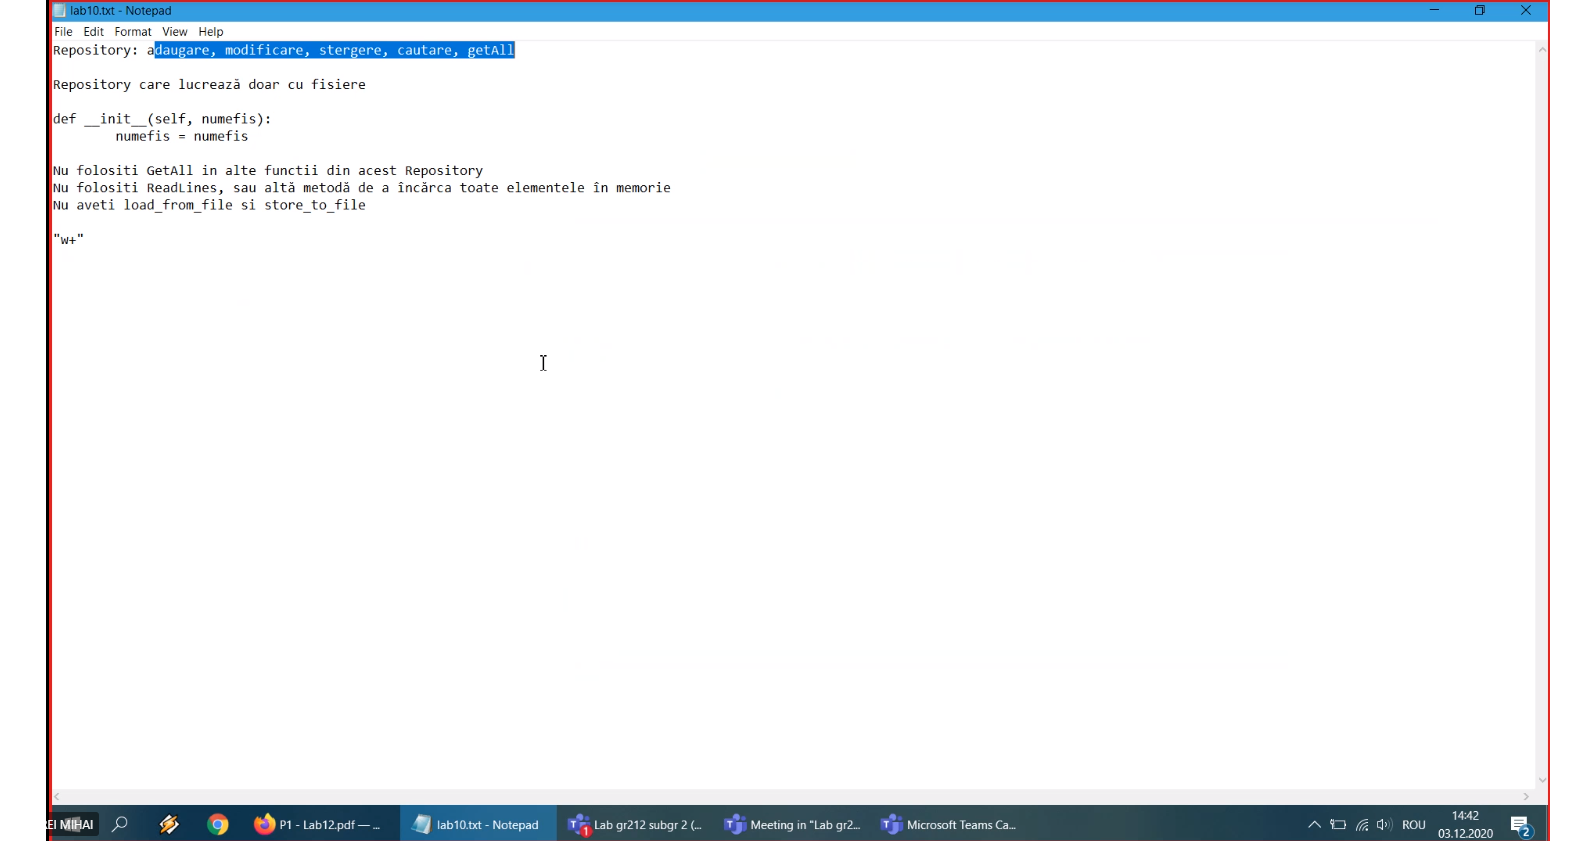 lab10.txt - Notepad
File Edit Format View Help
Repository: adaugare, modificare, stergere, cautare, getAll
Repository care lucrează doar cu fisiere
def __init__(self, numefis):
numefis = numefis
Nu folositi GetAll in alte functii din acest Repository
Nu folositi ReadLines, sau altă metodă de a încărca toate elementele în memorie
Nu aveti load_from_file si store_to_file
"w+"
EI MIHAI P1 - Lab12.pdf — ... lab10.txt - Notepad 1 Lab gr212 subgr 2 (... Meeting in "Lab gr2... Microsoft Teams Ca... ROU 14:42
03.12.2020 2